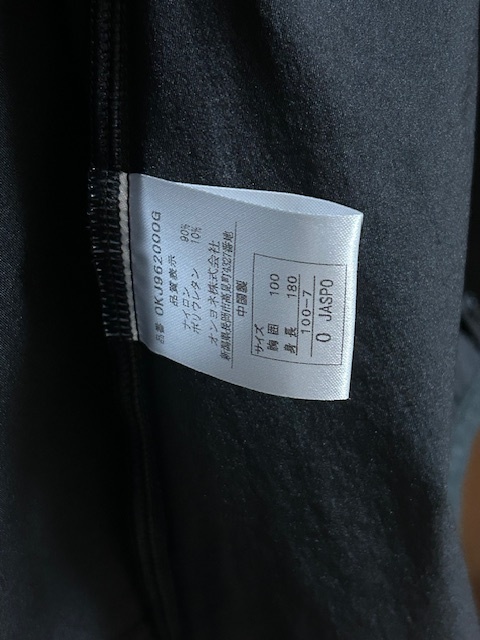 品番 OKJ962000G
品質表示
ナイロン 90%
ポリウレタン 10%
オンヨネ株式会社
新潟県長岡市高見町3327番地
中国製
サイズ
胸囲 100
身長 180
100-7
O JASPO